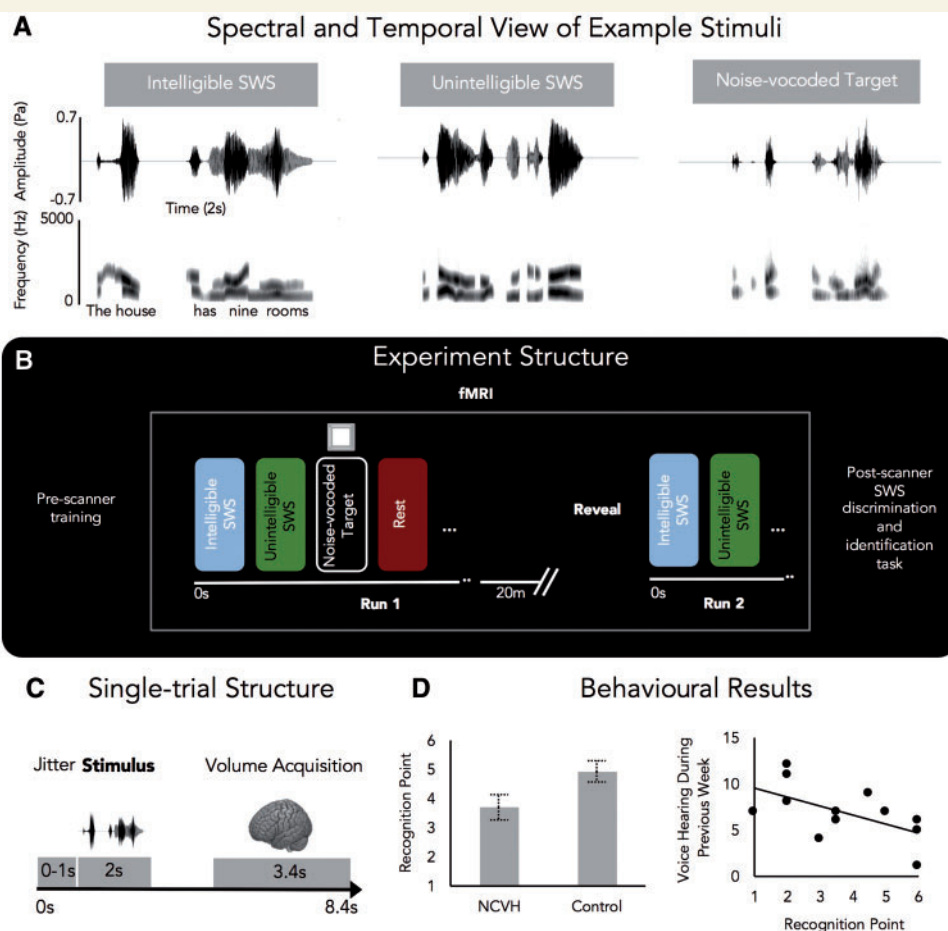 A Spectral and Temporal View of Example Stimuli
Intelligible SWS
Unintelligible SWS
Noise-vocoded Target
Amplitude (Pa)
0.7
-0.7
Time (2s)
Frequency (Hz)
5000
0
The house has nine rooms
B Experiment Structure
fMRI
Pre-scanner
training
Intelligible
SWS
Unintelligible
SWS
Noise-vocoded
Target
Rest
...
Reveal
Intelligible
SWS
Unintelligible
SWS
...
Post-scanner
SWS
discrimination
and
identification
task
0s
..
20m
Run 1
0s
..
Run 2
C Single-trial Structure
Jitter Stimulus Volume Acquisition
0-1s 2s 3.4s
0s 8.4s
D Behavioural Results
Recognition Point
6
5
4
3
2
1
NCVH Control
Voice Hearing During
Previous Week
15
10
5
0
1 2 3 4 5 6
Recognition Point